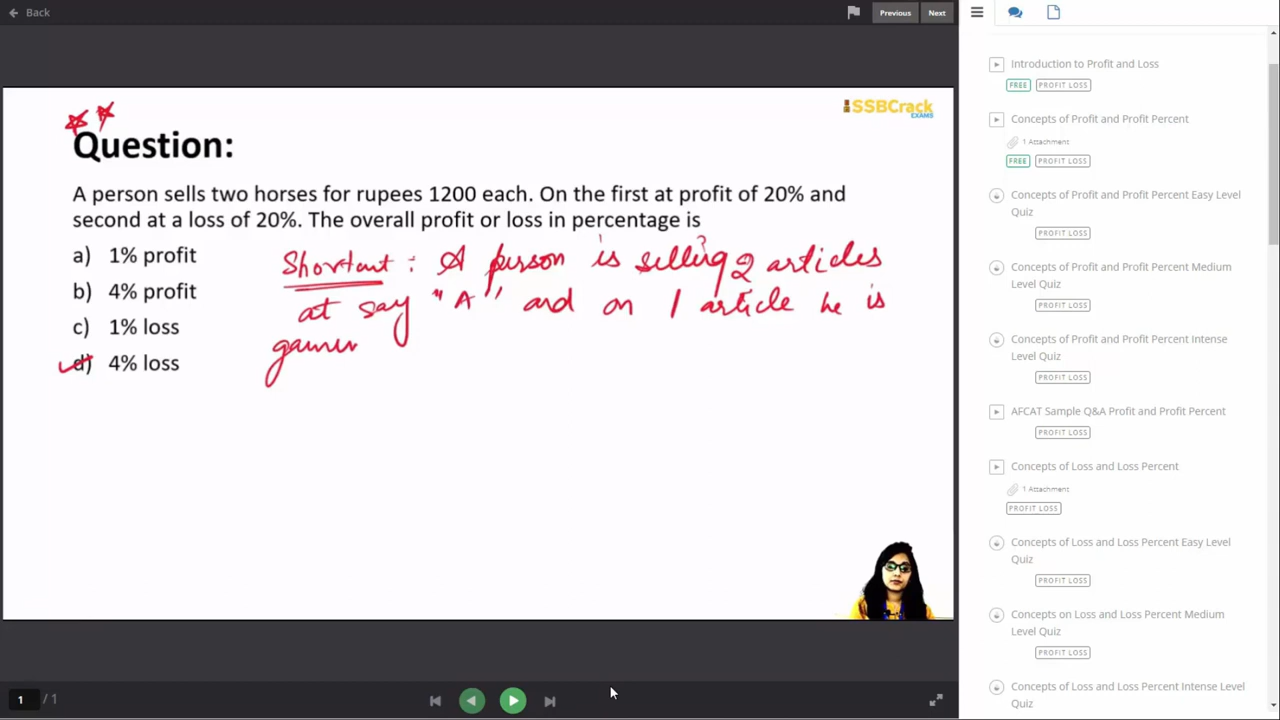 Back
Previous
Next
SSBCrack
EXAMS
Question:
A person sells two horses for rupees 1200 each. On the first at profit of 20% and
second at a loss of 20%. The overall profit or loss in percentage is
a) 1% profit
b) 4% profit
c) 1% loss
d) 4% loss
Shortcut : A person is selling 2 articles
at say "A" and on 1 article he is
1 / 1
Introduction to Profit and Loss
FREE PROFIT LOSS
Concepts of Profit and Profit Percent
1 Attachment
FREE PROFIT LOSS
Concepts of Profit and Profit Percent Easy Level
Quiz
PROFIT LOSS
Concepts of Profit and Profit Percent Medium
Level Quiz
PROFIT LOSS
Concepts of Profit and Profit Percent Intense
Level Quiz
PROFIT LOSS
AFCAT Sample Q&A Profit and Profit Percent
PROFIT LOSS
Concepts of Loss and Loss Percent
1 Attachment
PROFIT LOSS
Concepts of Loss and Loss Percent Easy Level
Quiz
PROFIT LOSS
Concepts on Loss and Loss Percent Medium
Level Quiz
PROFIT LOSS
Concepts of Loss and Loss Percent Intense Level
Quiz